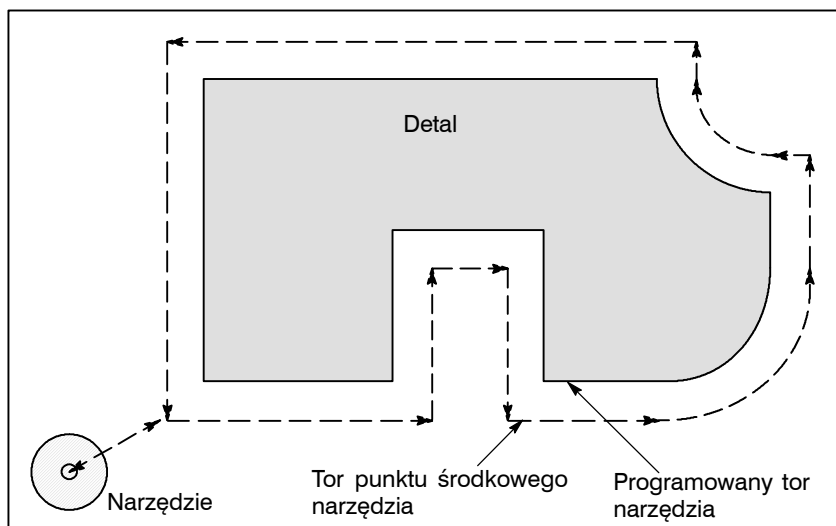 Detal
Narzędzie
Tor punktu środkowego
narzędzia
Programowany tor
narzędzia